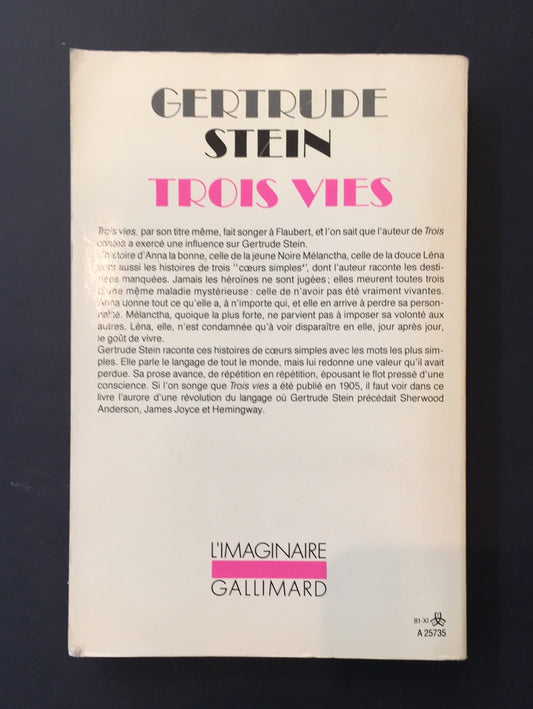 GERTRUDE
STEIN
TROIS VIES
Trois vies, par son titre même, fait songer à Flaubert, et l'on sait que l'auteur de Trois
contes a exercé une influence sur Gertrude Stein.
L'histoire d'Anna la bonne, celle de la jeune Noire Mélanctha, celle de la douce Léna
sont aussi les histoires de trois "cœurs simples", dont l'auteur raconte les desti-
nées manquées. Jamais les héroïnes ne sont jugées ; elles meurent toutes trois
d'une même maladie mystérieuse : celle de n'avoir pas été vraiment vivantes.
Anna donne tout ce qu'elle a, à n'importe qui, et elle en arrive à perdre sa person-
nalité. Mélanctha, quoique la plus forte, ne parvient pas à imposer sa volonté aux
autres. Léna, elle, n'est condamnée qu'à voir disparaître en elle, jour après jour,
le goût de vivre.
Gertrude Stein raconte ces histoires de cœurs simples avec les mots les plus sim-
ples. Elle parle le langage de tout le monde, mais lui redonne une valeur qu'il avait
perdue. Sa prose avance, de répétition en répétition, épousant le flot pressé d'une
conscience. Si l'on songe que Trois vies a été publié en 1905, il faut voir dans ce
livre l'aurore d'une révolution du langage où Gertrude Stein précédait Sherwood
Anderson, James Joyce et Hemingway.
L'IMAGINAIRE
GALLIMARD
81-XI
A 25735